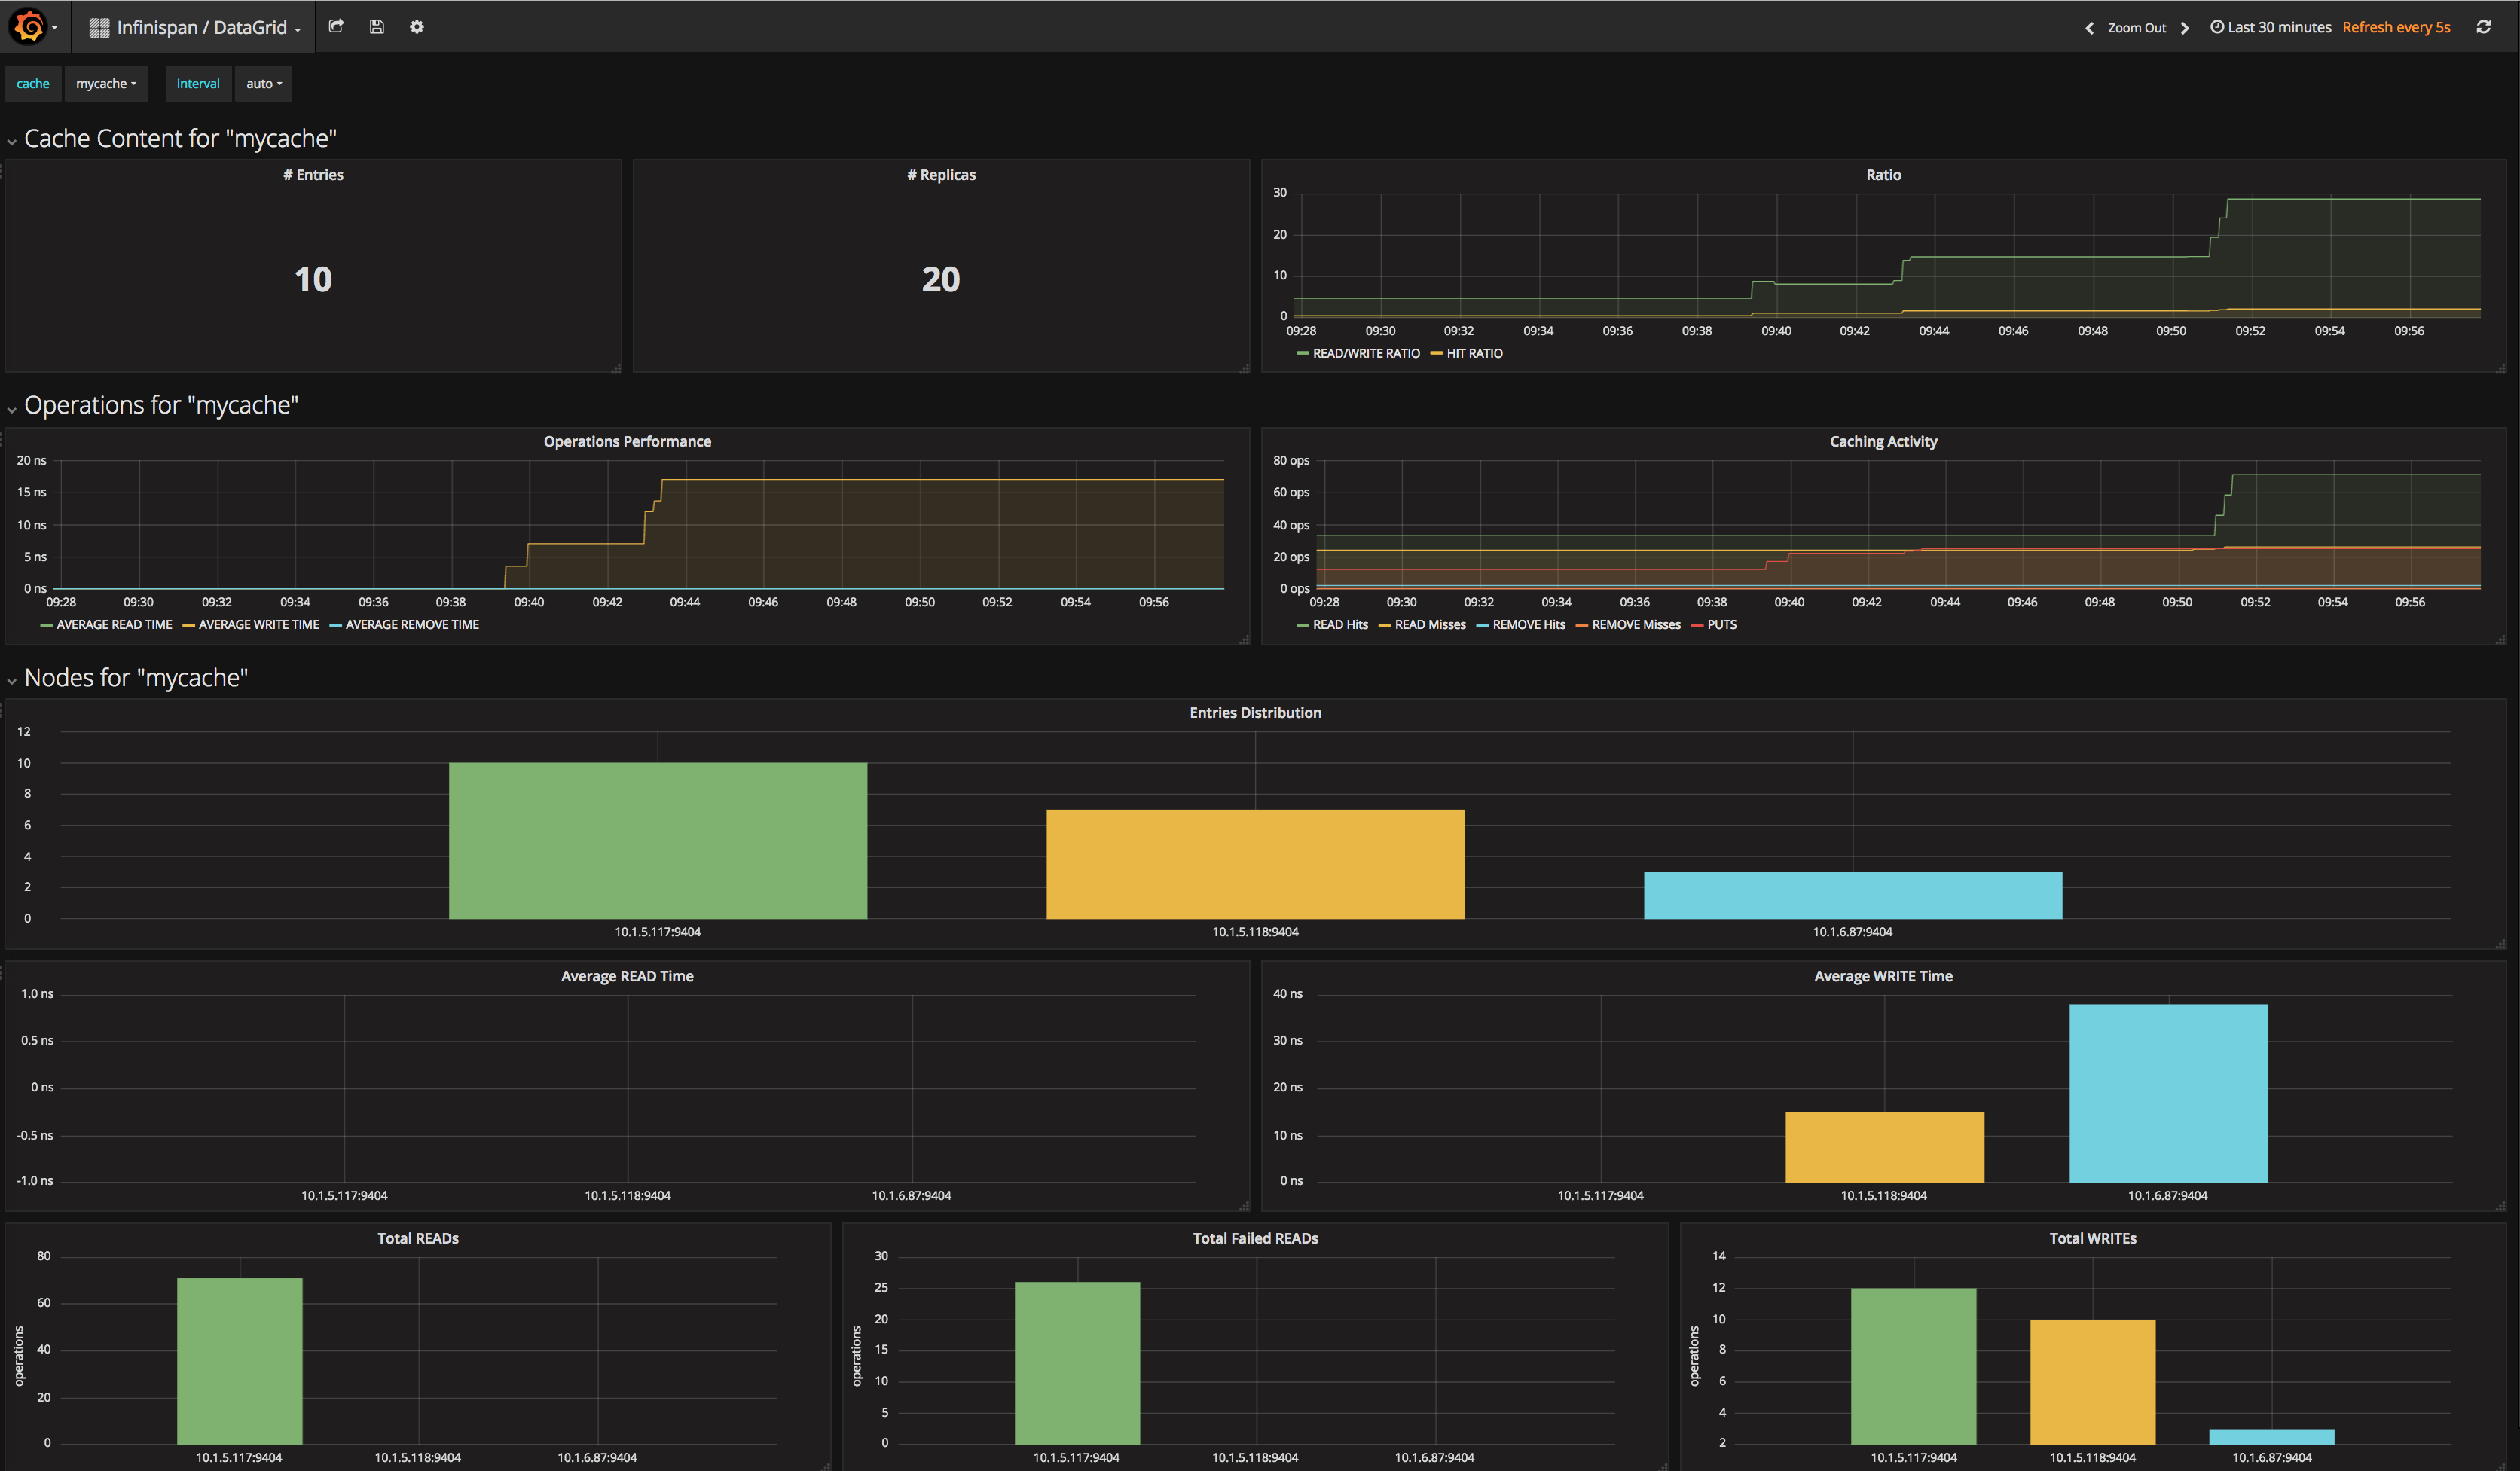 Infinispan / DataGrid
Zoom Out
Last 30 minutes Refresh every 5s
cache mycache interval auto
Cache Content for "mycache"
# Entries
10
# Replicas
20
Ratio
30
20
10
0
09:28 09:30 09:32 09:34 09:36 09:38 09:40 09:42 09:44 09:46 09:48 09:50 09:52 09:54 09:56
READ/WRITE RATIO HIT RATIO
Operations for "mycache"
Operations Performance
20 ns
15 ns
10 ns
5 ns
0 ns
09:28 09:30 09:32 09:34 09:36 09:38 09:40 09:42 09:44 09:46 09:48 09:50 09:52 09:54 09:56
AVERAGE READ TIME AVERAGE WRITE TIME AVERAGE REMOVE TIME
Caching Activity
80 ops
60 ops
40 ops
20 ops
0 ops
09:28 09:30 09:32 09:34 09:36 09:38 09:40 09:42 09:44 09:46 09:48 09:50 09:52 09:54 09:56
READ Hits READ Misses REMOVE Hits REMOVE Misses PUTS
Nodes for "mycache"
Entries Distribution
12
10
8
6
4
2
0
10.1.5.117:9404 10.1.5.118:9404 10.1.6.87:9404
Average READ Time
1.0 ns
0.5 ns
0 ns
-0.5 ns
-1.0 ns
10.1.5.117:9404 10.1.5.118:9404 10.1.6.87:9404
Average WRITE Time
40 ns
30 ns
20 ns
10 ns
0 ns
10.1.5.117:9404 10.1.5.118:9404 10.1.6.87:9404
Total READs
80
60
40
20
0
operations
10.1.5.117:9404 10.1.5.118:9404 10.1.6.87:9404
Total Failed READs
30
25
20
15
10
5
0
operations
10.1.5.117:9404 10.1.5.118:9404 10.1.6.87:9404
Total WRITEs
14
12
10
8
6
4
2
operations
10.1.5.117:9404 10.1.5.118:9404 10.1.6.87:9404